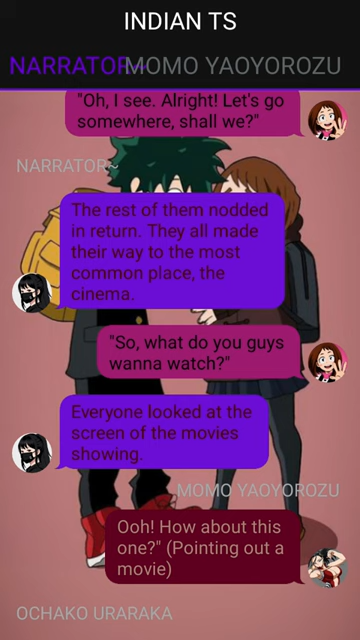 INDIAN TS
NARRATOR~ MOMO YAOYOROZU
"Oh, I see. Alright! Let's go
somewhere, shall we?"
NARRATOR~
The rest of them nodded
in return. They all made
their way to the most
common place, the
cinema.
"So, what do you guys
wanna watch?"
Everyone looked at the
screen of the movies
showing.
MOMO YAOYOROZU
Ooh! How about this
one?" (Pointing out a
movie)
OCHAKO URARAKA